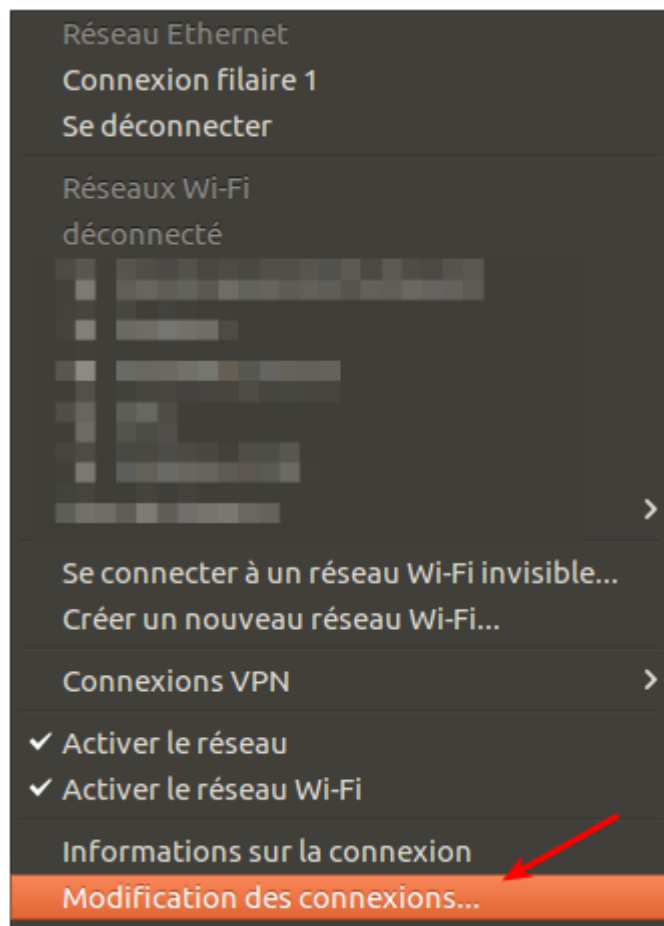 Réseau Ethernet
Connexion filaire 1
Se déconnecter
Réseaux Wi-Fi
déconnecté
Se connecter à un réseau Wi-Fi invisible...
Créer un nouveau réseau Wi-Fi...
Connexions VPN
Activer le réseau
Activer le réseau Wi-Fi
Informations sur la connexion
Modification des connexions...